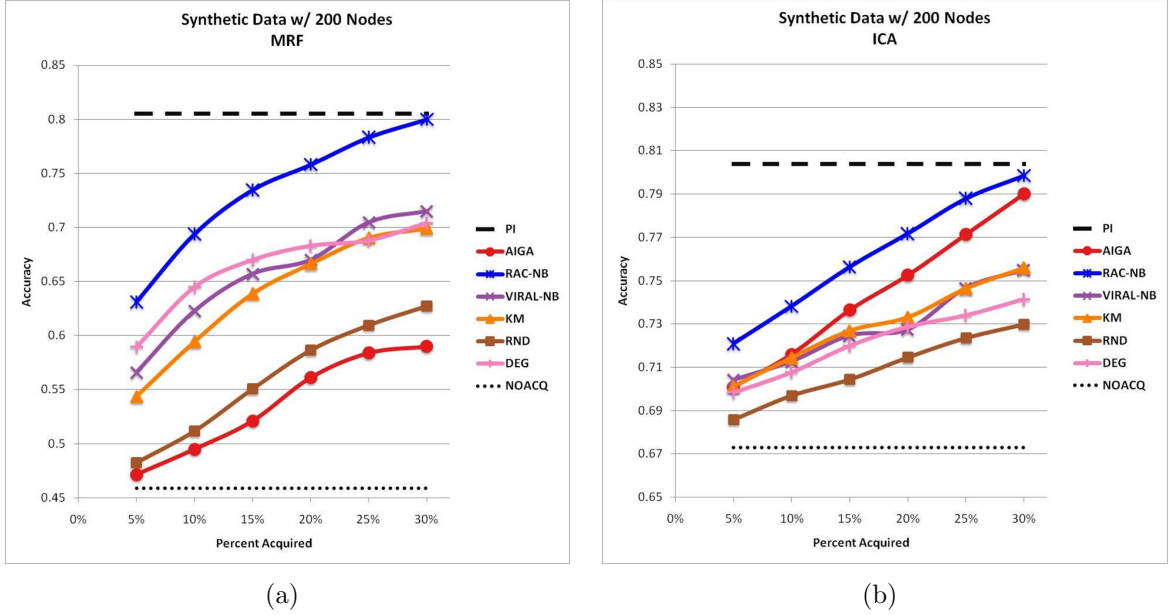 Synthetic Data w/ 200 Nodes
MRF
0.85
0.8
0.75
0.7
0.65
0.6
0.55
0.5
0.45
Accuracy
0%
5%
10%
15%
20%
25%
30%
Percent Acquired
PI
AIGA
RAC-NB
VIRAL-NB
KM
RND
DEG
NOACQ
(a)
Synthetic Data w/ 200 Nodes
ICA
0.85
0.83
0.81
0.79
0.77
0.75
0.73
0.71
0.69
0.67
0.65
Accuracy
0%
5%
10%
15%
20%
25%
30%
Percent Acquired
PI
AIGA
RAC-NB
VIRAL-NB
KM
RND
DEG
NOACQ
(b)